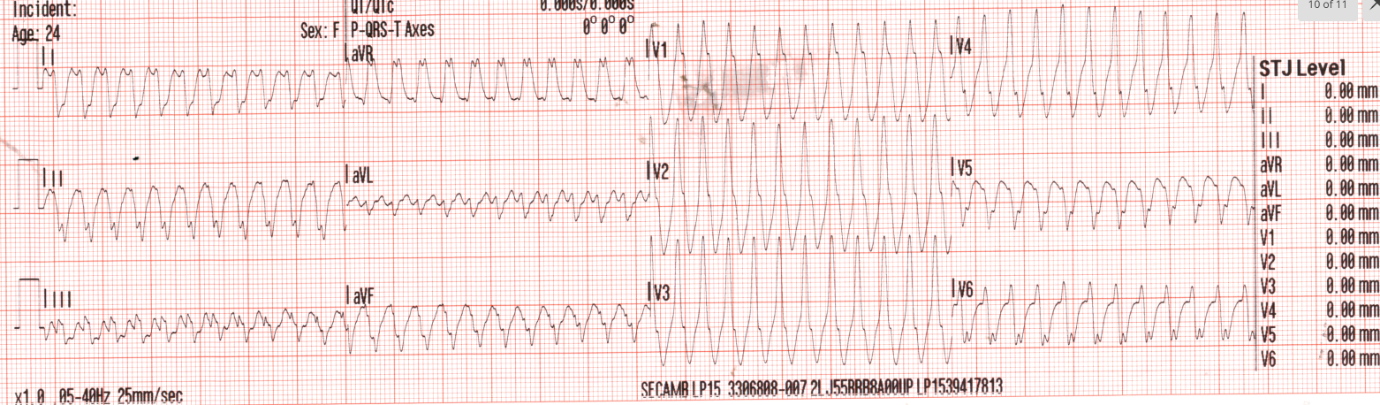 10 of 11
Incident:
QT/QTc 0.000s/0.000s
Age: 24 Sex: F P-QRS-T Axes 0° 0° 0°
I aVR V1 V4
II aVL V2 V5
III aVF V3 V6
STJ Level
I 0.00 mm
II 0.00 mm
III 0.00 mm
aVR 0.00 mm
aVL 0.00 mm
aVF 0.00 mm
V1 0.00 mm
V2 0.00 mm
V3 0.00 mm
V4 0.00 mm
V5 -0.00 mm
V6 0.00 mm
x1.0 .05-40Hz 25mm/sec
SECAMB LP15 3306808-007 LP1539417813